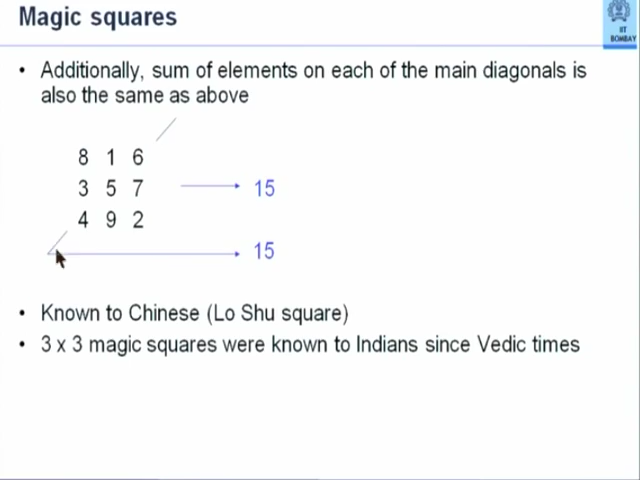 Magic squares
IIT
BOMBAY
• Additionally, sum of elements on each of the main diagonals is
also the same as above
8 1 6
3 5 7 15
4 9 2
15
• Known to Chinese (Lo Shu square)
• 3 x 3 magic squares were known to Indians since Vedic times